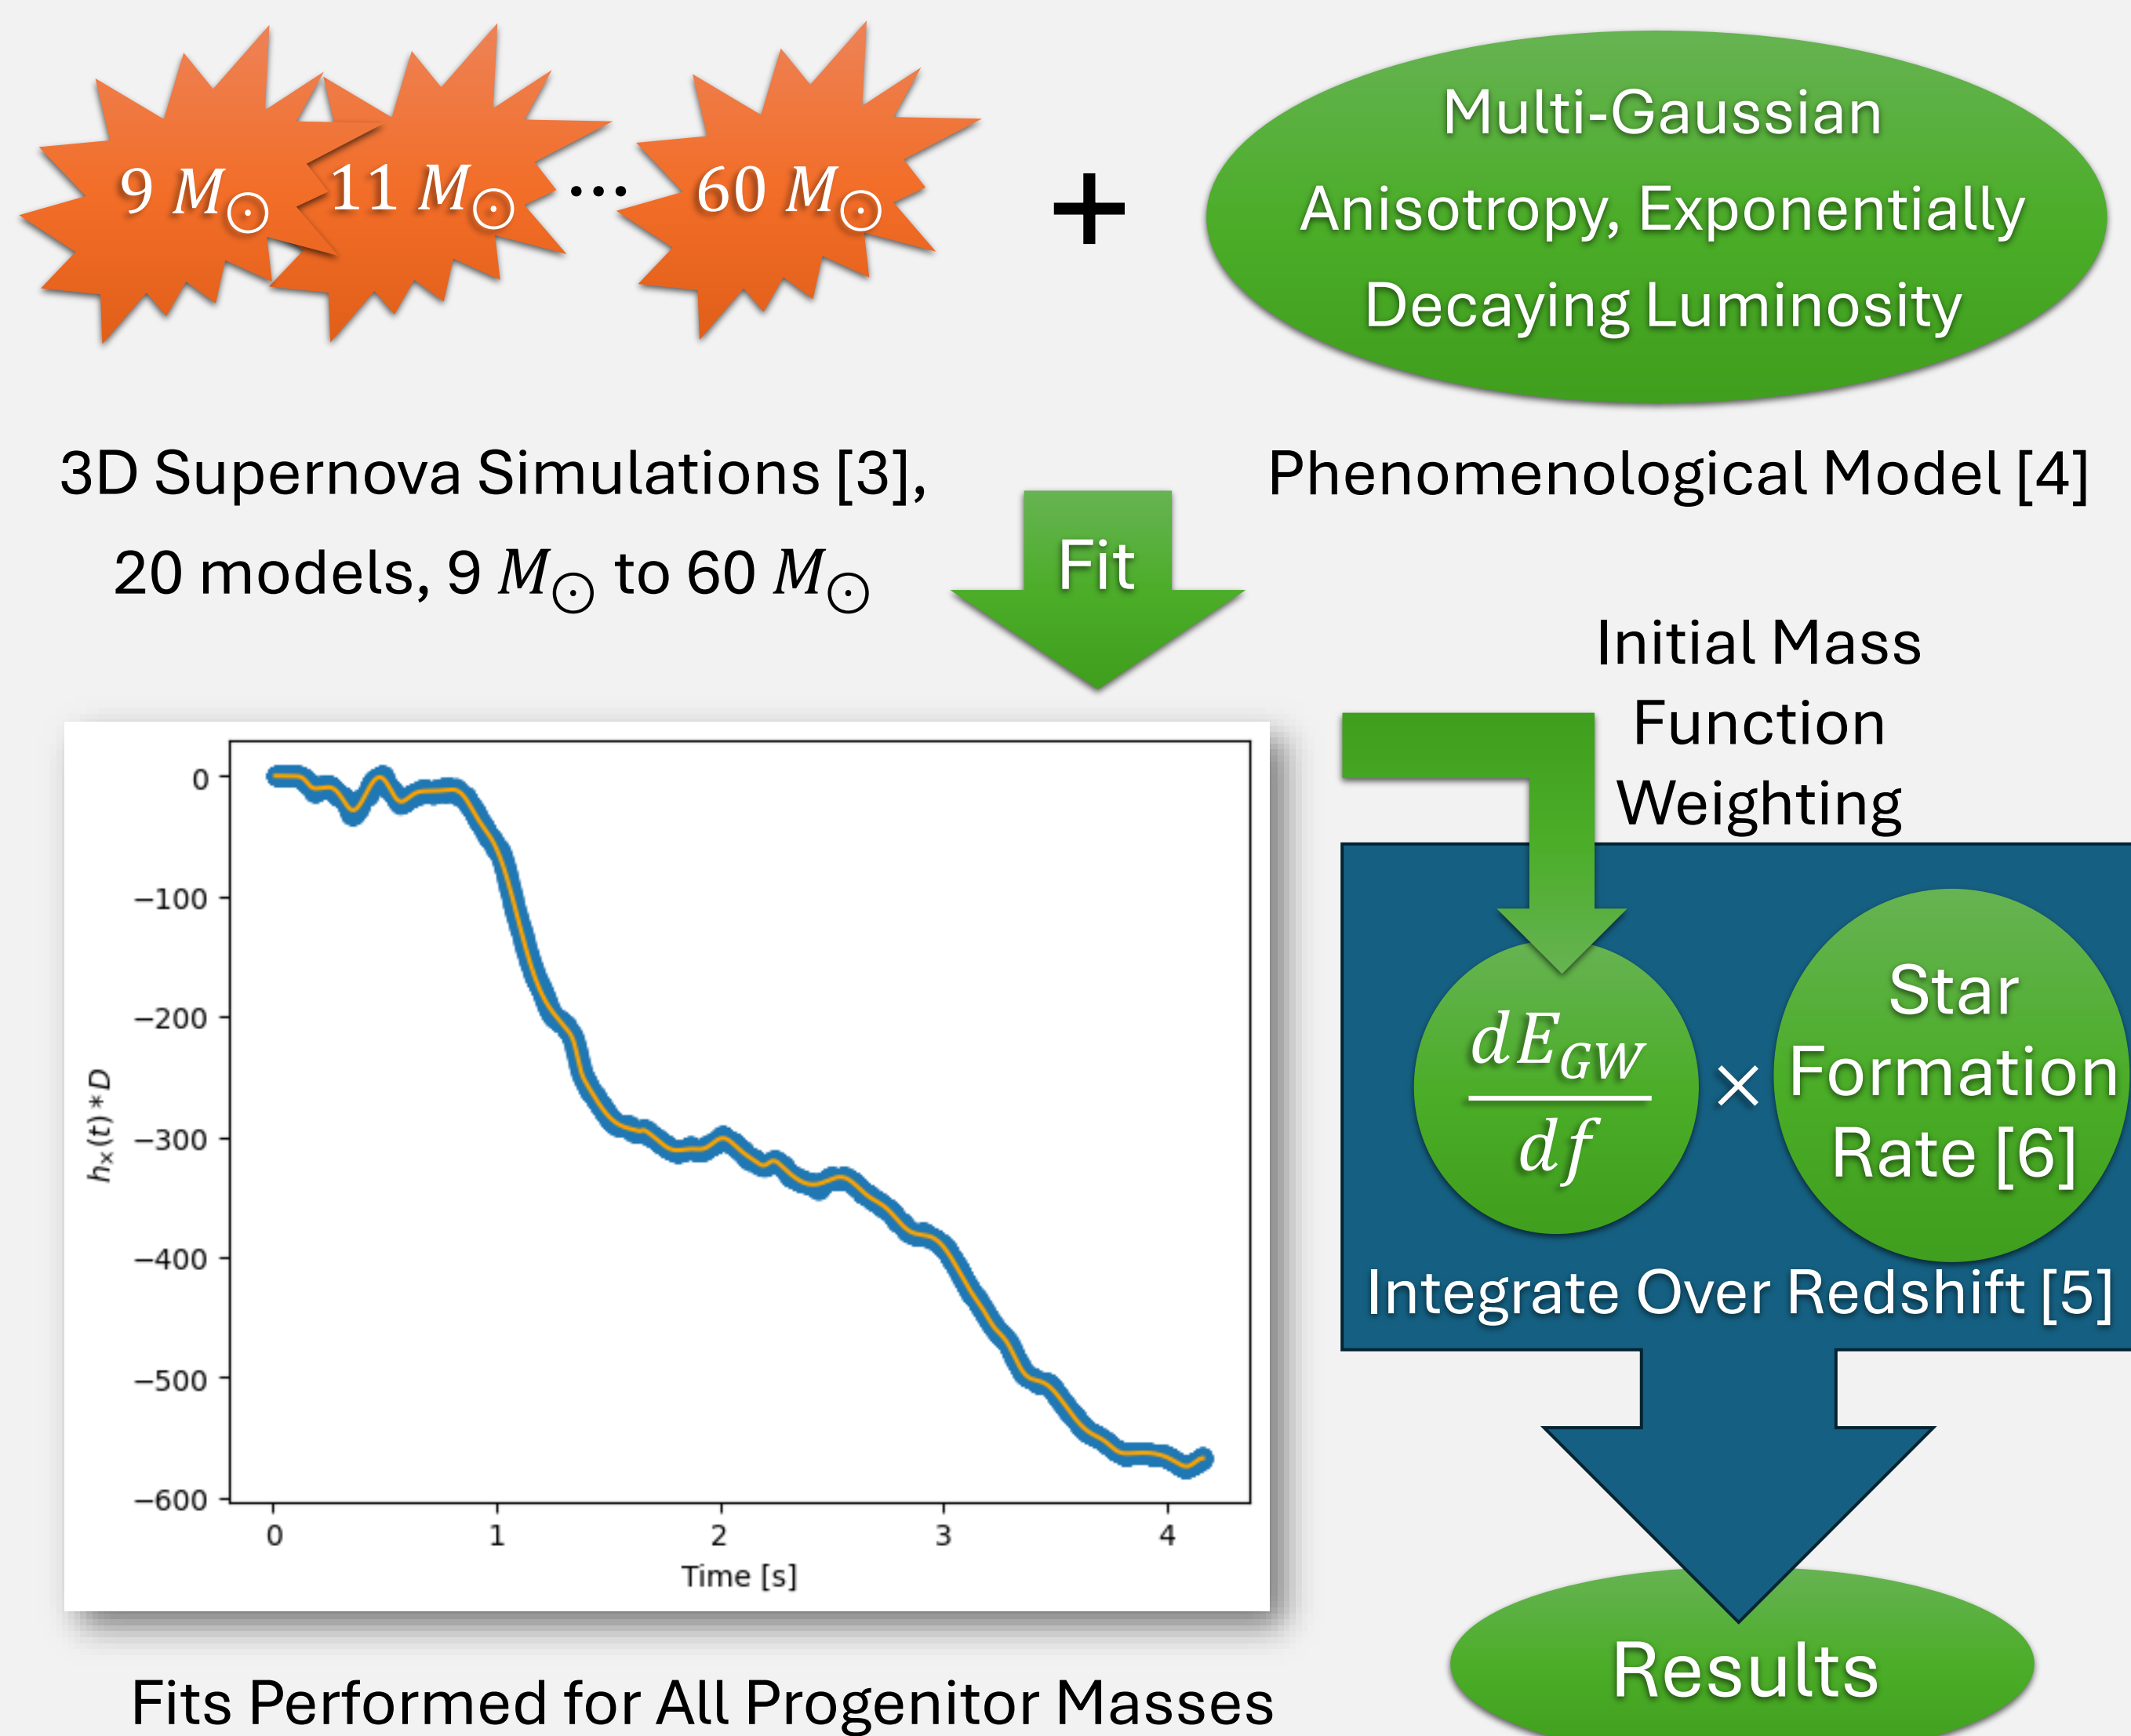 9 M⊙
11 M⊙
...
60 M⊙
+
Multi-Gaussian
Anisotropy, Exponentially
Decaying Luminosity
3D Supernova Simulations [3],
20 models, 9 M⊙ to 60 M⊙
Phenomenological Model [4]
Fit
Initial Mass
Function
Weighting
0
−100
−200
−300
−400
−500
−600
h×(t)*D
0 1 2 3 4
Time [s]
Fits Performed for All Progenitor Masses
dE_GW
df
×
Star
Formation
Rate [6]
Integrate Over Redshift [5]
Results